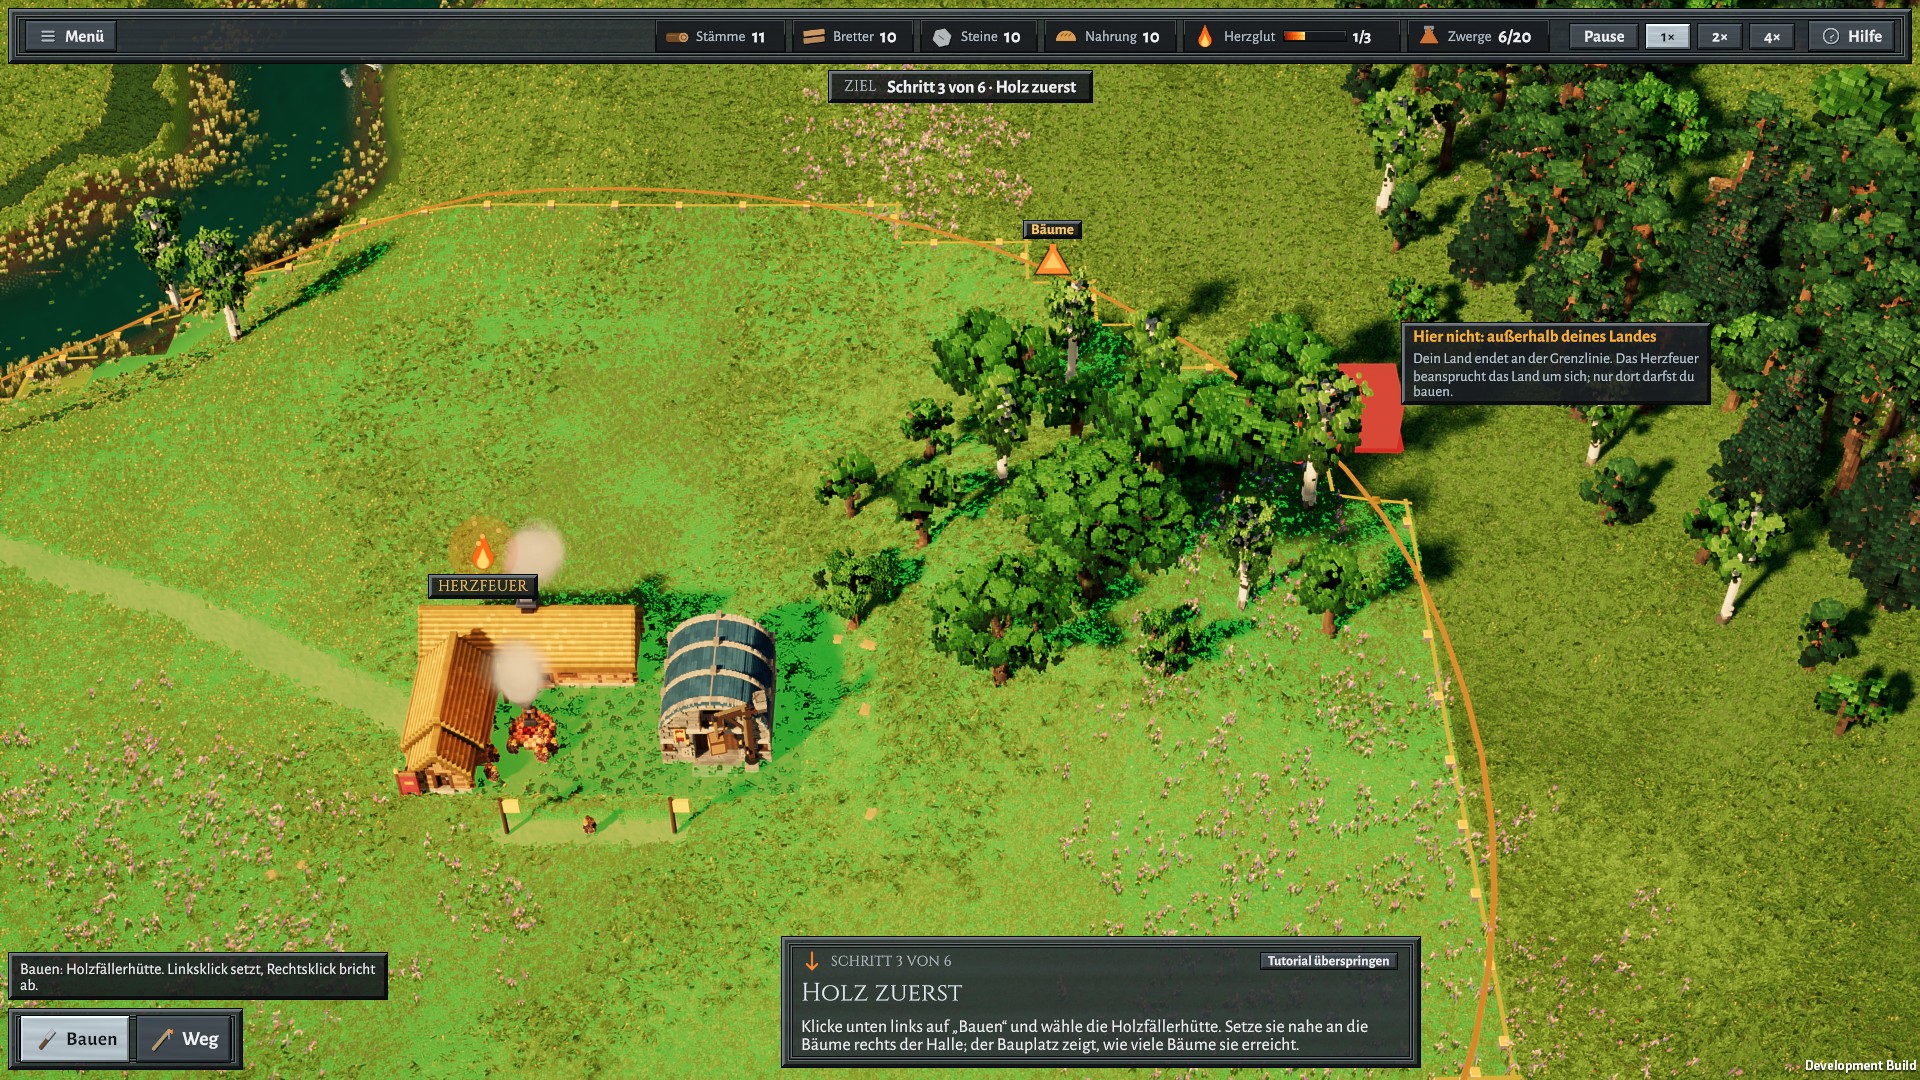 Menü
Stämme 11
Bretter 10
Steine 10
Nahrung 10
Herzglut 1/3
Zwerge 6/20
Pause
1×
2×
4×
Hilfe
ZIEL Schritt 3 von 6 · Holz zuerst
Bäume
Hier nicht: außerhalb deines Landes
Dein Land endet an der Grenzlinie. Das Herzfeuer
beansprucht das Land um sich; nur dort darfst du
bauen.
HERZFEUER
Bauen: Holzfällerhütte. Linksklick setzt, Rechtsklick bricht
ab.
Bauen
Weg
SCHRITT 3 VON 6
Tutorial überspringen
HOLZ ZUERST
Klicke unten links auf „Bauen“ und wähle die Holzfällerhütte. Setze sie nahe an die
Bäume rechts der Halle; der Bauplatz zeigt, wie viele Bäume sie erreicht.
Development Build